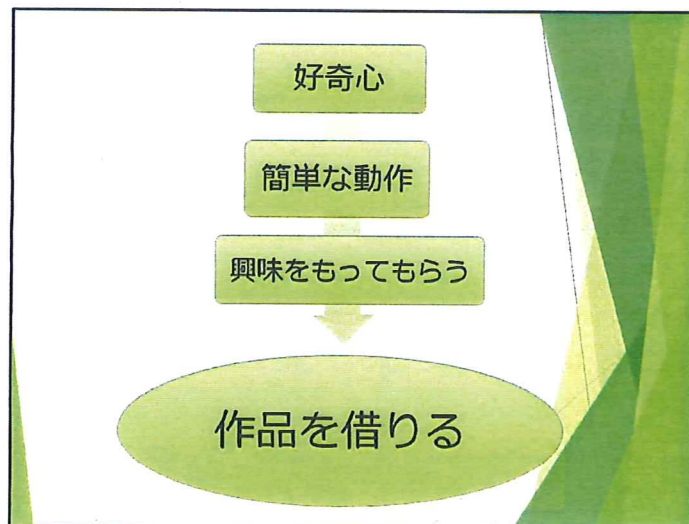 好奇心
簡単な動作
興味をもってもらう
作品を借りる